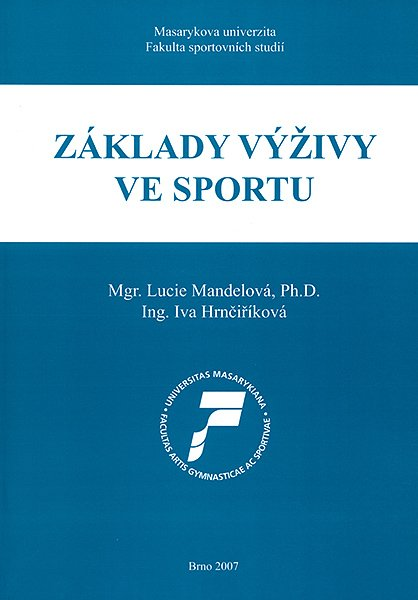 Masarykova univerzita
Fakulta sportovních studií
ZÁKLADY VÝŽIVY
VE SPORTU
Mgr. Lucie Mandelová, Ph.D.
Ing. Iva Hrnčiříková
• UNIVERSITAS MASARYKIANA •
FACULTAS ARTIS GYMNASTICAE AC SPORTIVAE
Brno 2007